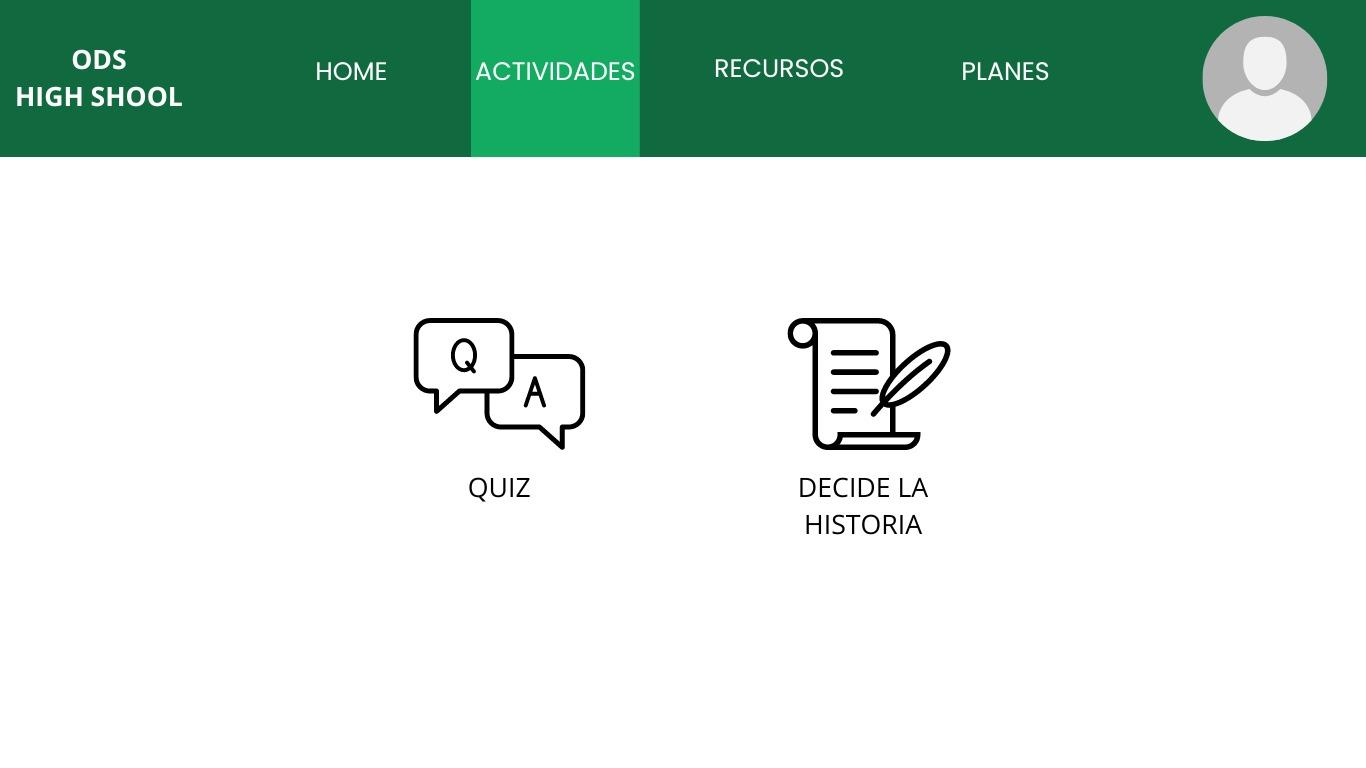 ODS
HIGH SHOOL
HOME
ACTIVIDADES
RECURSOS
PLANES
Q
A
QUIZ
DECIDE LA
HISTORIA